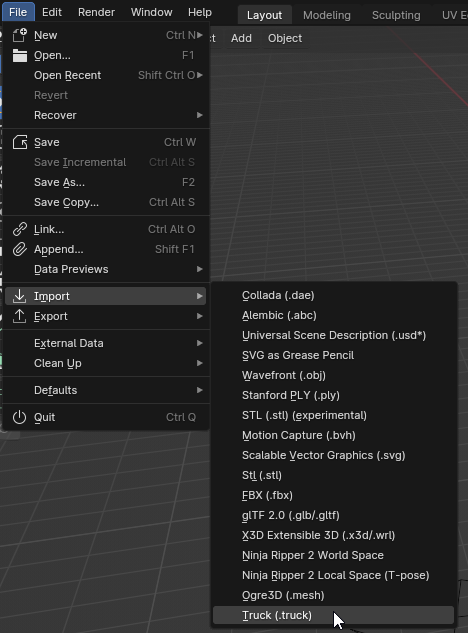 File Edit Render Window Help Layout Modeling Sculpting UV E
New Ctrl N
t Add Object
Open... F1
Open Recent Shift Ctrl O
Revert
Recover
Save Ctrl W
Save Incremental Ctrl Alt S
Save As... F2
Save Copy... Ctrl Alt S
Link... Ctrl Alt O
Append... Shift F1
Data Previews
Import
Export
External Data
Clean Up
Defaults
Quit Ctrl Q
Collada (.dae)
Alembic (.abc)
Universal Scene Description (.usd*)
SVG as Grease Pencil
Wavefront (.obj)
Stanford PLY (.ply)
STL (.stl) (experimental)
Motion Capture (.bvh)
Scalable Vector Graphics (.svg)
Stl (.stl)
FBX (.fbx)
glTF 2.0 (.glb/.gltf)
X3D Extensible 3D (.x3d/.wrl)
Ninja Ripper 2 World Space
Ninja Ripper 2 Local Space (T-pose)
Ogre3D (.mesh)
Truck (.truck)